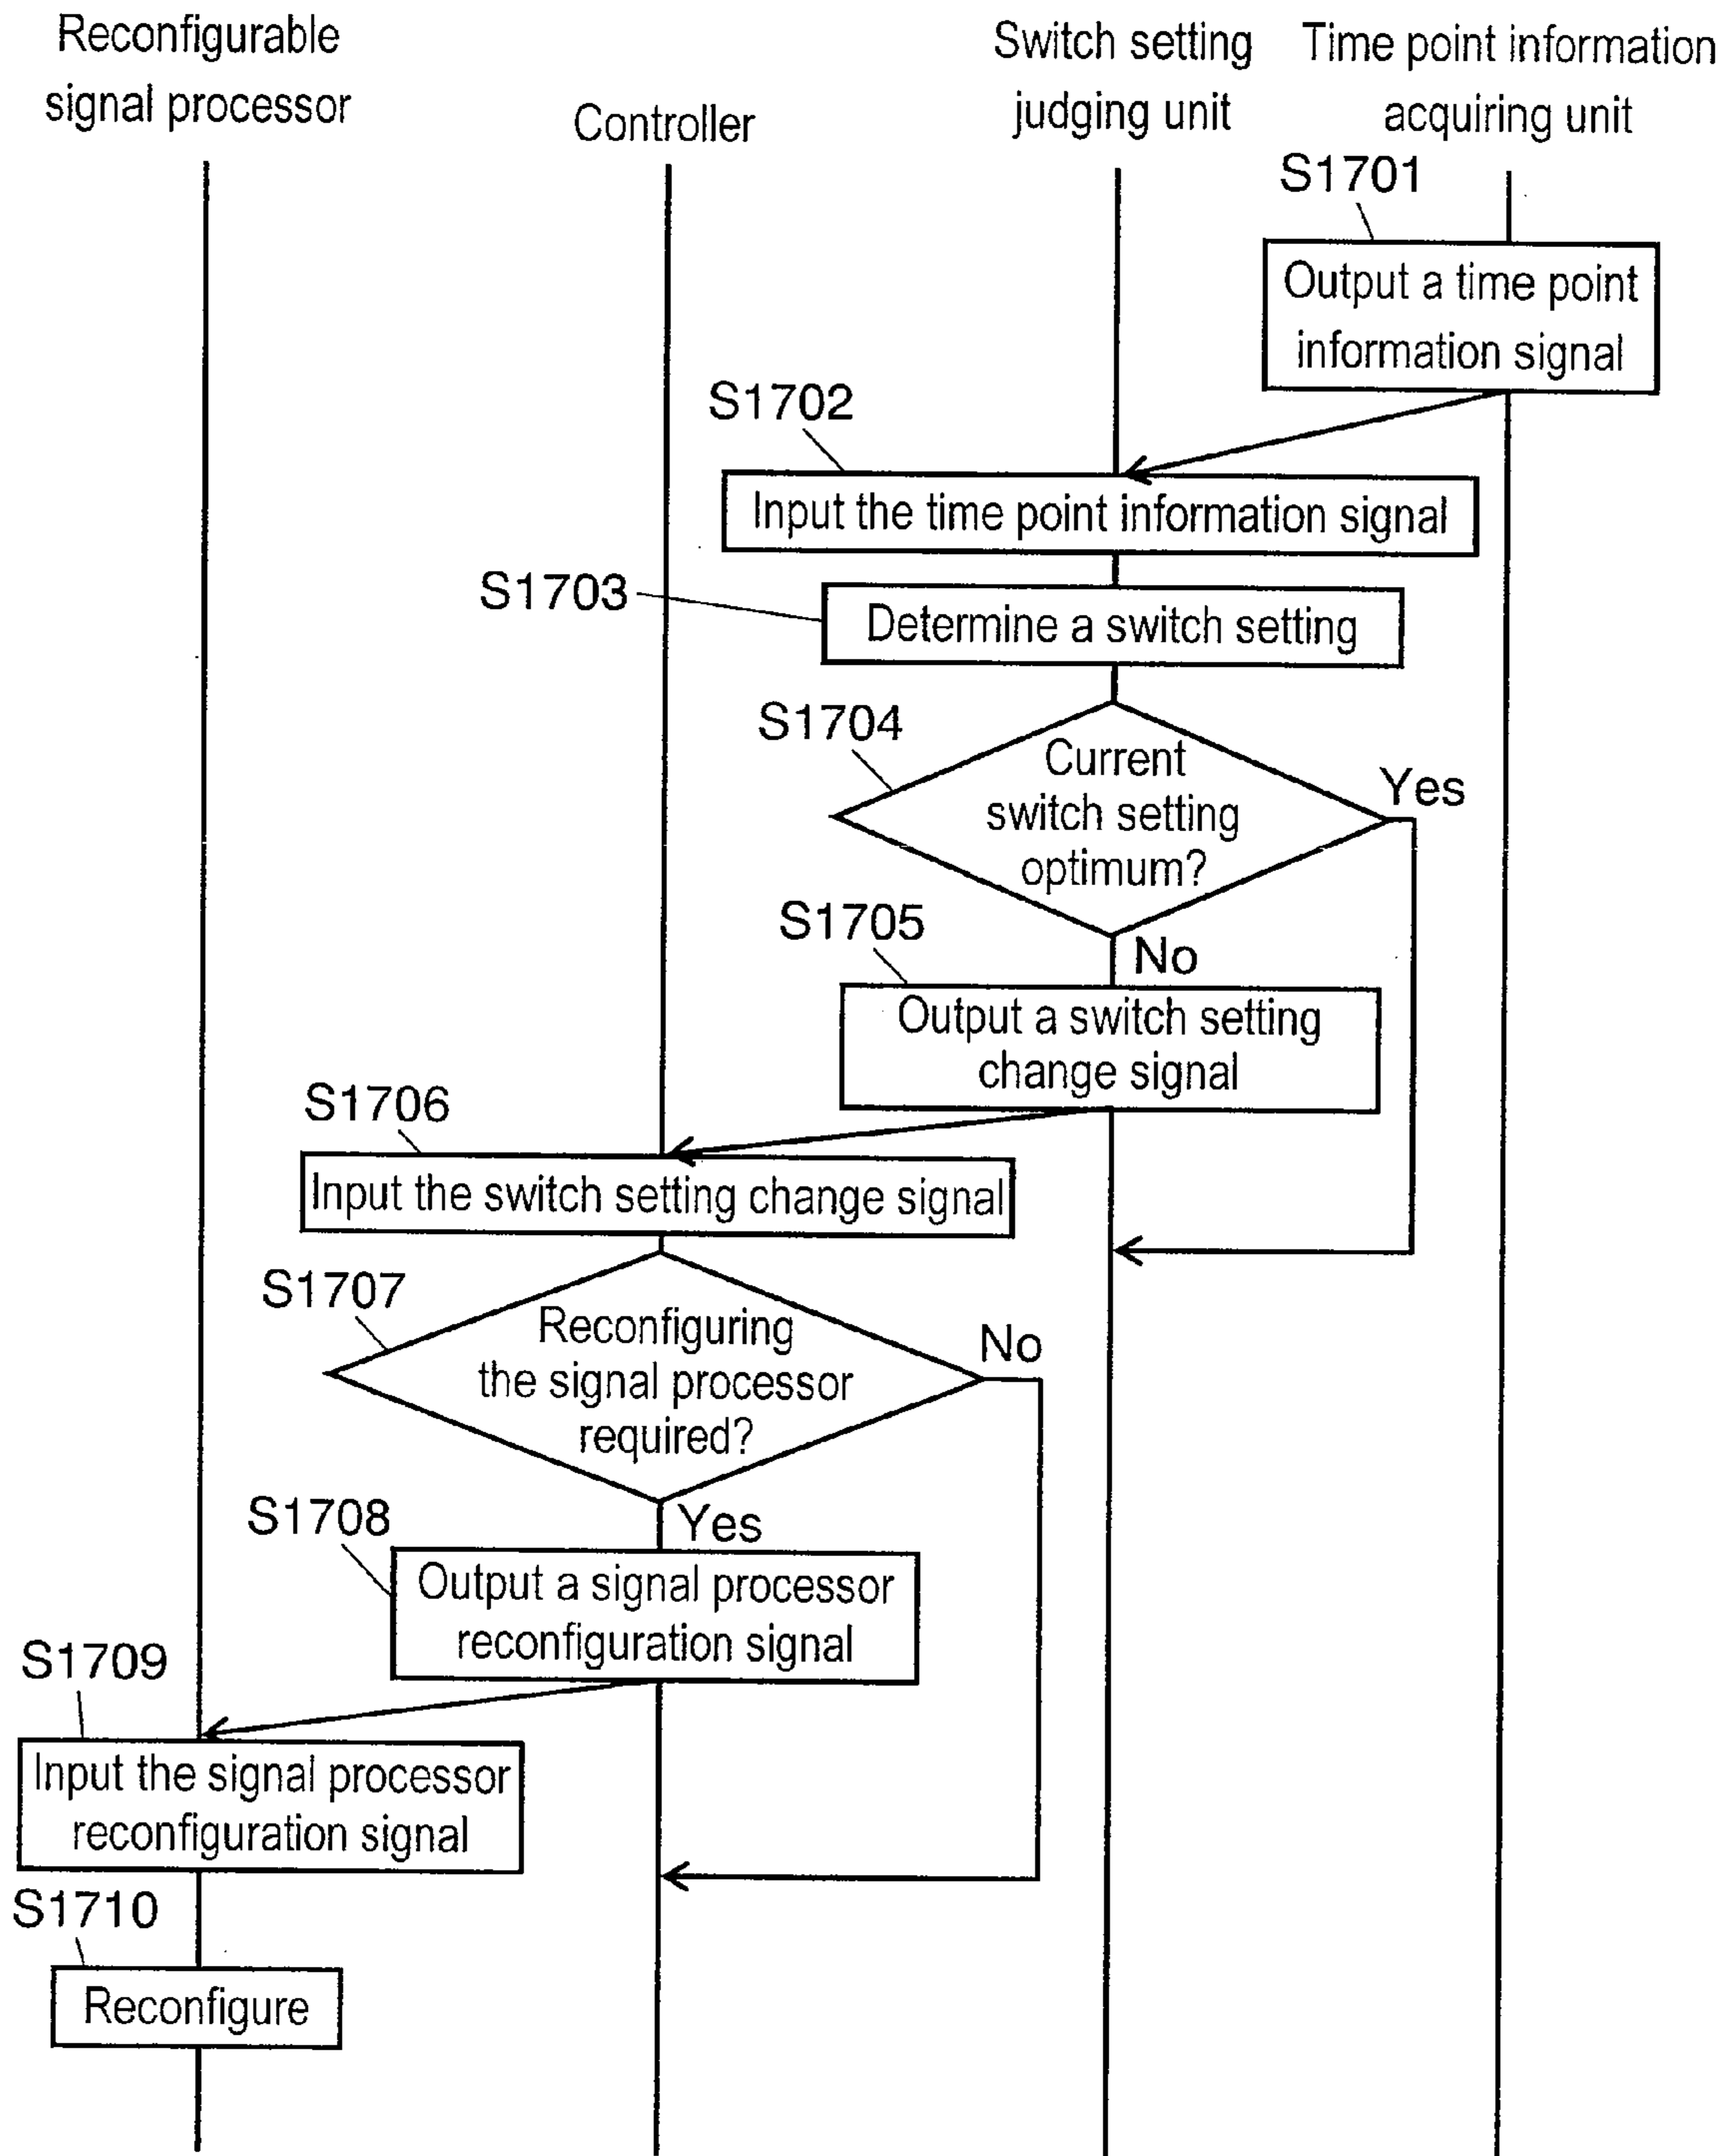 Reconfigurable
signal processor
Controller
Switch setting
judging unit
Time point information
acquiring unit
S1701
Output a time point
information signal
S1702
Input the time point information signal
S1703
Determine a switch setting
S1704
Current
switch setting
optimum?
Yes
No
S1705
Output a switch setting
change signal
S1706
Input the switch setting change signal
S1707
Reconfiguring
the signal processor
required?
No
Yes
S1708
Output a signal processor
reconfiguration signal
S1709
Input the signal processor
reconfiguration signal
S1710
Reconfigure